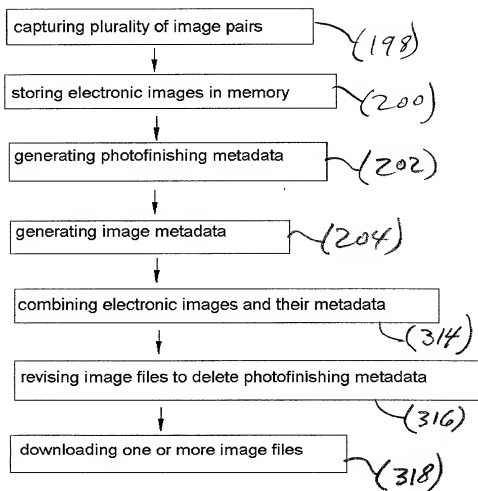 capturing plurality of image pairs
(198)
storing electronic images in memory
(200)
generating photofinishing metadata
(202)
generating image metadata
(204)
combining electronic images and their metadata
(314)
revising image files to delete photofinishing metadata
(316)
downloading one or more image files
(318)